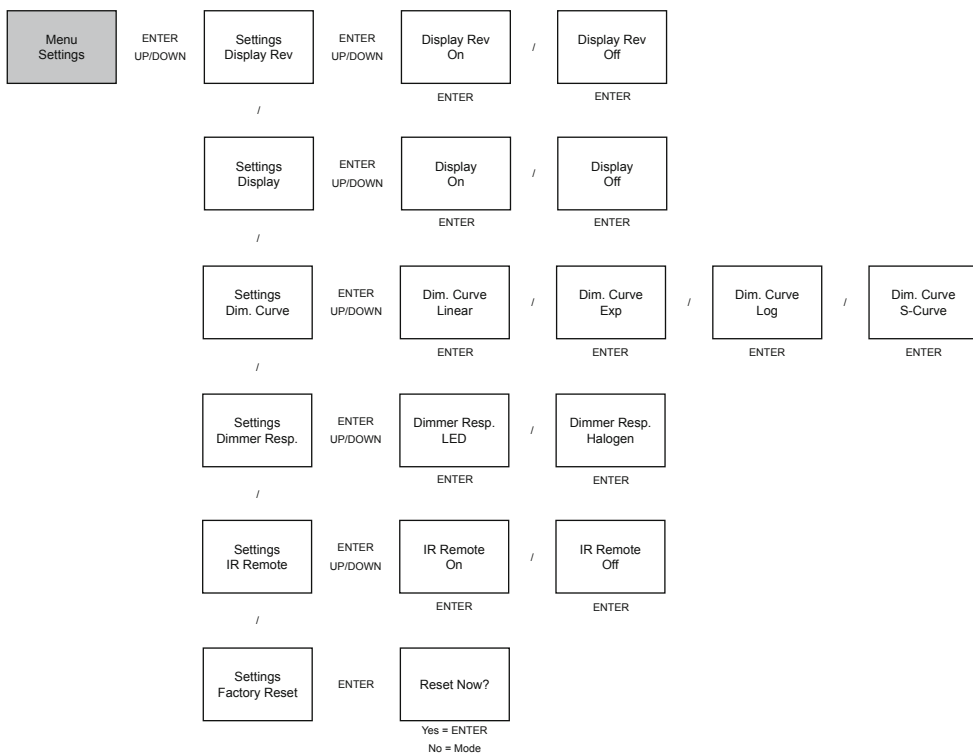 Menu
Settings
ENTER
UP/DOWN
Settings
Display Rev
ENTER
UP/DOWN
Display Rev
On
/
Display Rev
Off
ENTER
ENTER
/
Settings
Display
ENTER
UP/DOWN
Display
On
/
Display
Off
ENTER
ENTER
/
Settings
Dim. Curve
ENTER
UP/DOWN
Dim. Curve
Linear
/
Dim. Curve
Exp
/
Dim. Curve
Log
/
Dim. Curve
S-Curve
ENTER
ENTER
ENTER
ENTER
/
Settings
Dimmer Resp.
ENTER
UP/DOWN
Dimmer Resp.
LED
/
Dimmer Resp.
Halogen
ENTER
ENTER
/
Settings
IR Remote
ENTER
UP/DOWN
IR Remote
On
/
IR Remote
Off
ENTER
ENTER
/
Settings
Factory Reset
ENTER
Reset Now?
Yes = ENTER
No = Mode